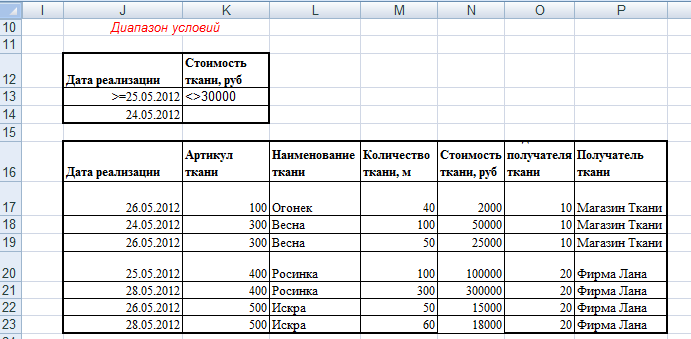 I J K L M N O P
10 Диапазон условий
11
Стоимость
12 Дата реализации ткани, руб
13 >=25.05.2012 <>30000
14 24.05.2012
15
Артикул Наименование Количество Стоимость получателя Получатель
16 Дата реализации ткани ткани ткани, м ткани, руб ткани ткани
17 26.05.2012 100 Огонек 40 2000 10 Магазин Ткани
18 24.05.2012 300 Весна 100 50000 10 Магазин Ткани
19 26.05.2012 300 Весна 50 25000 10 Магазин Ткани
20 25.05.2012 400 Росинка 100 100000 20 Фирма Лана
21 28.05.2012 400 Росинка 300 300000 20 Фирма Лана
22 26.05.2012 500 Искра 50 15000 20 Фирма Лана
23 28.05.2012 500 Искра 60 18000 20 Фирма Лана